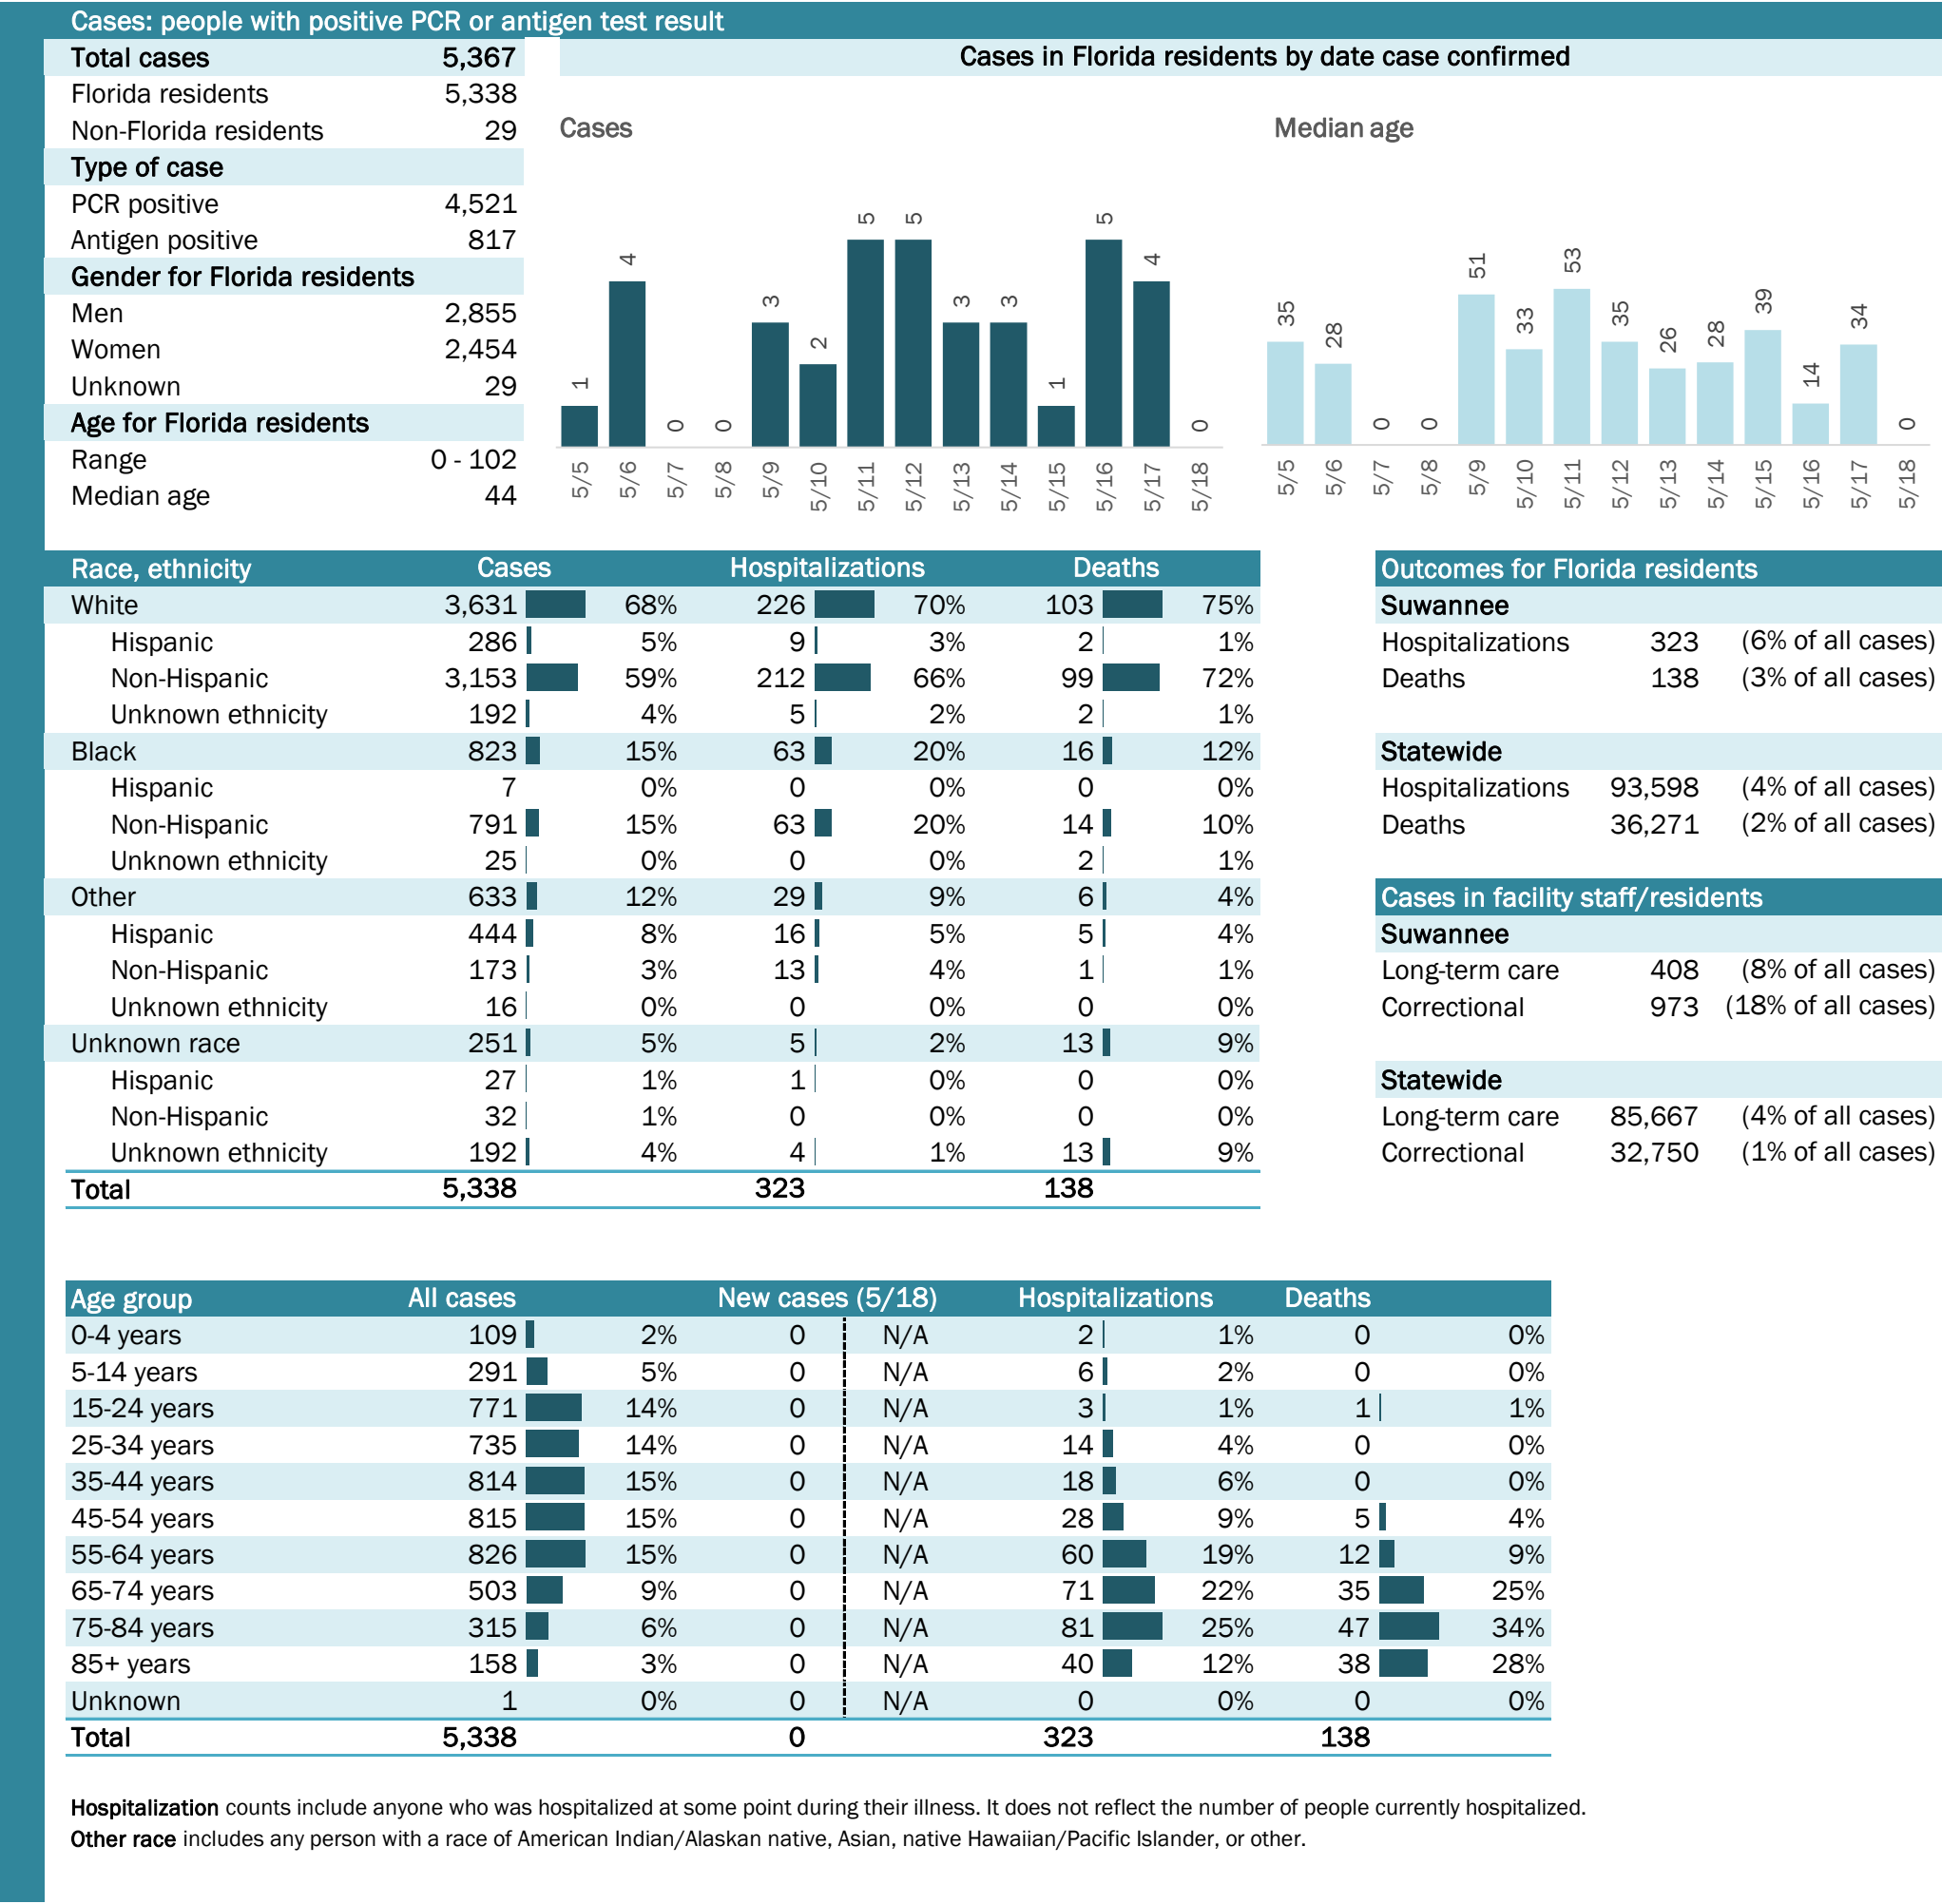 Cases: people with positive PCR or antigen test result
Total cases 5,367
Florida residents 5,338
Non-Florida residents 29
Type of case
PCR positive 4,521
Antigen positive 817
Gender for Florida residents
Men 2,855
Women 2,454
Unknown 29
Age for Florida residents
Range 0 - 102
Median age 44
Cases in Florida residents by date case confirmed
Cases
1 4 0 0 3 2 5 5 3 3 1 5 4 0
5/5 5/6 5/7 5/8 5/9 5/10 5/11 5/12 5/13 5/14 5/15 5/16 5/17 5/18
Median age
35 28 0 0 51 33 53 35 26 28 39 14 34 0
5/5 5/6 5/7 5/8 5/9 5/10 5/11 5/12 5/13 5/14 5/15 5/16 5/17 5/18
Race, ethnicity Cases Hospitalizations Deaths
White 3,631 68% 226 70% 103 75%
Hispanic 286 5% 9 3% 2 1%
Non-Hispanic 3,153 59% 212 66% 99 72%
Unknown ethnicity 192 4% 5 2% 2 1%
Black 823 15% 63 20% 16 12%
Hispanic 7 0% 0 0% 0 0%
Non-Hispanic 791 15% 63 20% 14 10%
Unknown ethnicity 25 0% 0 0% 2 1%
Other 633 12% 29 9% 6 4%
Hispanic 444 8% 16 5% 5 4%
Non-Hispanic 173 3% 13 4% 1 1%
Unknown ethnicity 16 0% 0 0% 0 0%
Unknown race 251 5% 5 2% 13 9%
Hispanic 27 1% 1 0% 0 0%
Non-Hispanic 32 1% 0 0% 0 0%
Unknown ethnicity 192 4% 4 1% 13 9%
Total 5,338 323 138
Outcomes for Florida residents
Suwannee
Hospitalizations 323 (6% of all cases)
Deaths 138 (3% of all cases)
Statewide
Hospitalizations 93,598 (4% of all cases)
Deaths 36,271 (2% of all cases)
Cases in facility staff/residents
Suwannee
Long-term care 408 (8% of all cases)
Correctional 973 (18% of all cases)
Statewide
Long-term care 85,667 (4% of all cases)
Correctional 32,750 (1% of all cases)
Age group All cases New cases (5/18) Hospitalizations Deaths
0-4 years 109 2% 0 N/A 2 1% 0 0%
5-14 years 291 5% 0 N/A 6 2% 0 0%
15-24 years 771 14% 0 N/A 3 1% 1 1%
25-34 years 735 14% 0 N/A 14 4% 0 0%
35-44 years 814 15% 0 N/A 18 6% 0 0%
45-54 years 815 15% 0 N/A 28 9% 5 4%
55-64 years 826 15% 0 N/A 60 19% 12 9%
65-74 years 503 9% 0 N/A 71 22% 35 25%
75-84 years 315 6% 0 N/A 81 25% 47 34%
85+ years 158 3% 0 N/A 40 12% 38 28%
Unknown 1 0% 0 N/A 0 0% 0 0%
Total 5,338 0 323 138
Hospitalization counts include anyone who was hospitalized at some point during their illness. It does not reflect the number of people currently hospitalized.
Other race includes any person with a race of American Indian/Alaskan native, Asian, native Hawaiian/Pacific Islander, or other.